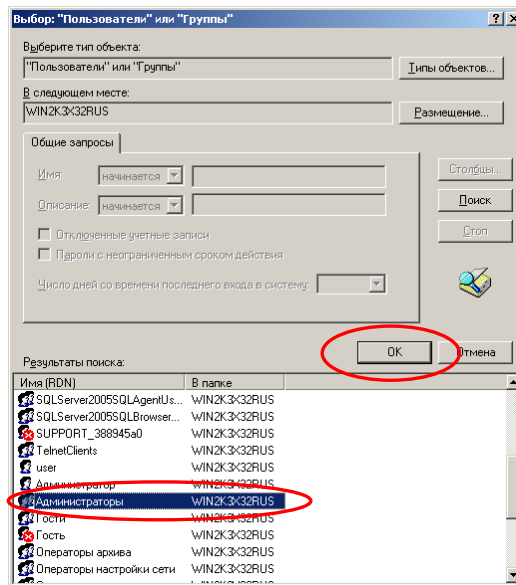 Выбор: "Пользователи" или "Группы"
Выберите тип объекта:
"Пользователи" или "Группы"
Типы объектов...
В следующем месте:
WIN2K3X32RUS
Размещение...
Общие запросы
Имя:
начинается
Столбцы...
Описание:
начинается
Поиск
Отключенные учетные записи
Стоп
Пароли с неограниченным сроком действия
Число дней со времени последнего входа в систему:
OK
Отмена
Результаты поиска:
Имя (RDN) В папке
SQLServer2005SQLAgentUs... WIN2K3X32RUS
SQLServer2005SQLBrowser... WIN2K3X32RUS
SUPPORT_388945a0 WIN2K3X32RUS
TelnetClients WIN2K3X32RUS
user WIN2K3X32RUS
Администратор WIN2K3X32RUS
Администраторы WIN2K3X32RUS
Гости WIN2K3X32RUS
Гость WIN2K3X32RUS
Операторы архива WIN2K3X32RUS
Операторы настройки сети WIN2K3X32RUS